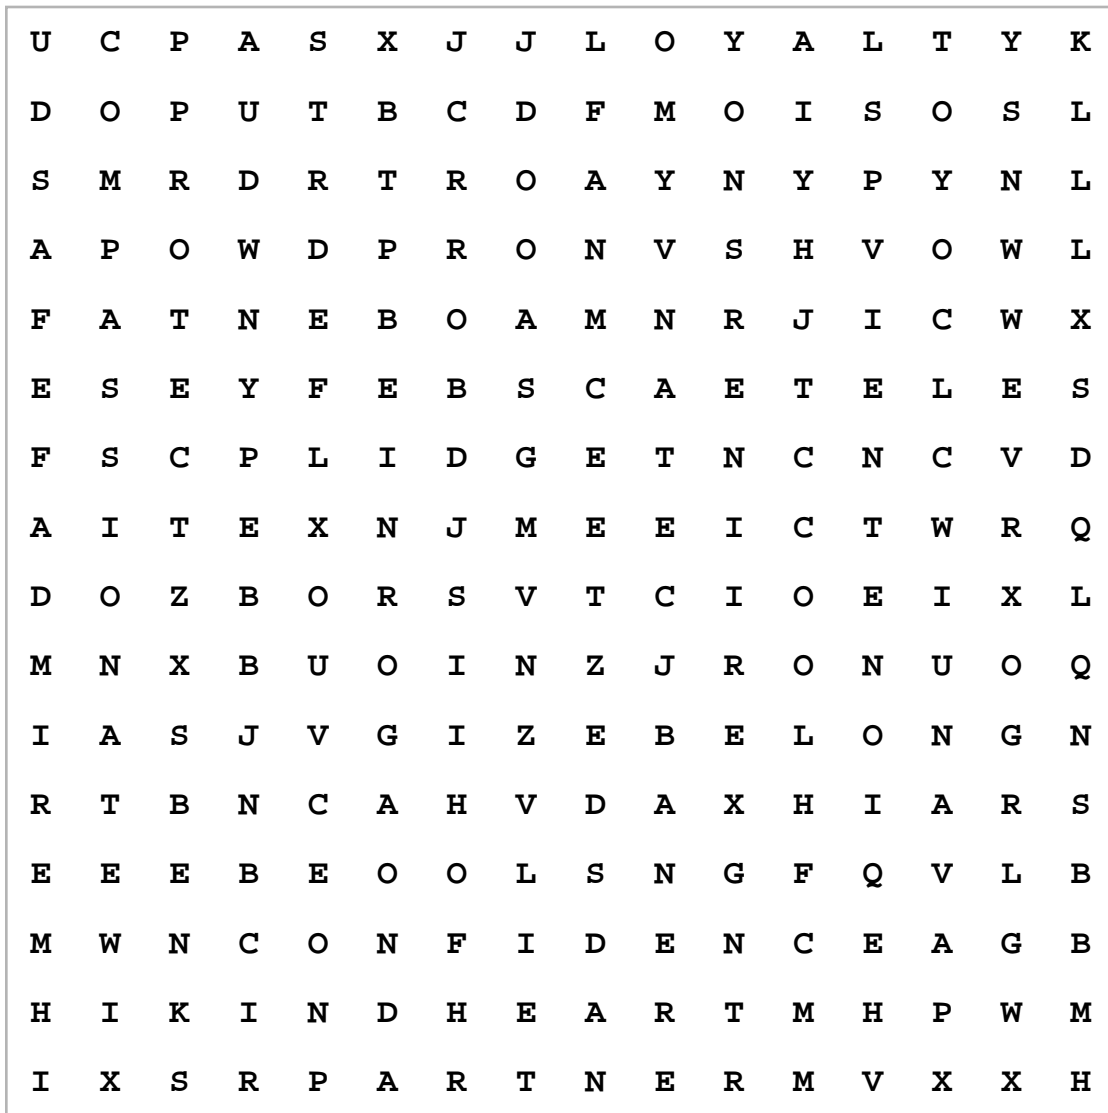 U C P A S X J J L O Y A L T Y K
D O P U T B C D F M O I S O S L
S M R D R T R O A Y N Y P Y N L
A P O W D P R O N V S H V O W L
F A T N E B O A M N R J I C W X
E S E Y F E B S C A E T E L E S
F S C P L I D G E T N C N C V D
A I T E X N J M E E I C T W R Q
D O Z B O R S V T C I O E I X L
M N X B U O I N Z J R O N U O Q
I A S J V G I Z E B E L O N G N
R T B N C A H V D A X H I A R S
E E E B E O O L S N G F Q V L B
M W N C O N F I D E N C E A G B
H I K I N D H E A R T M H P W M
I X S R P A R T N E R M V X X H